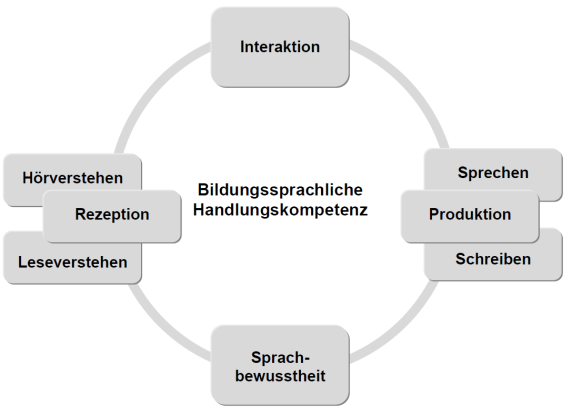 Interaktion
Hörverstehen
Rezeption
Leseverstehen
Bildungssprachliche
Handlungskompetenz
Sprechen
Produktion
Schreiben
Sprach-
bewusstheit